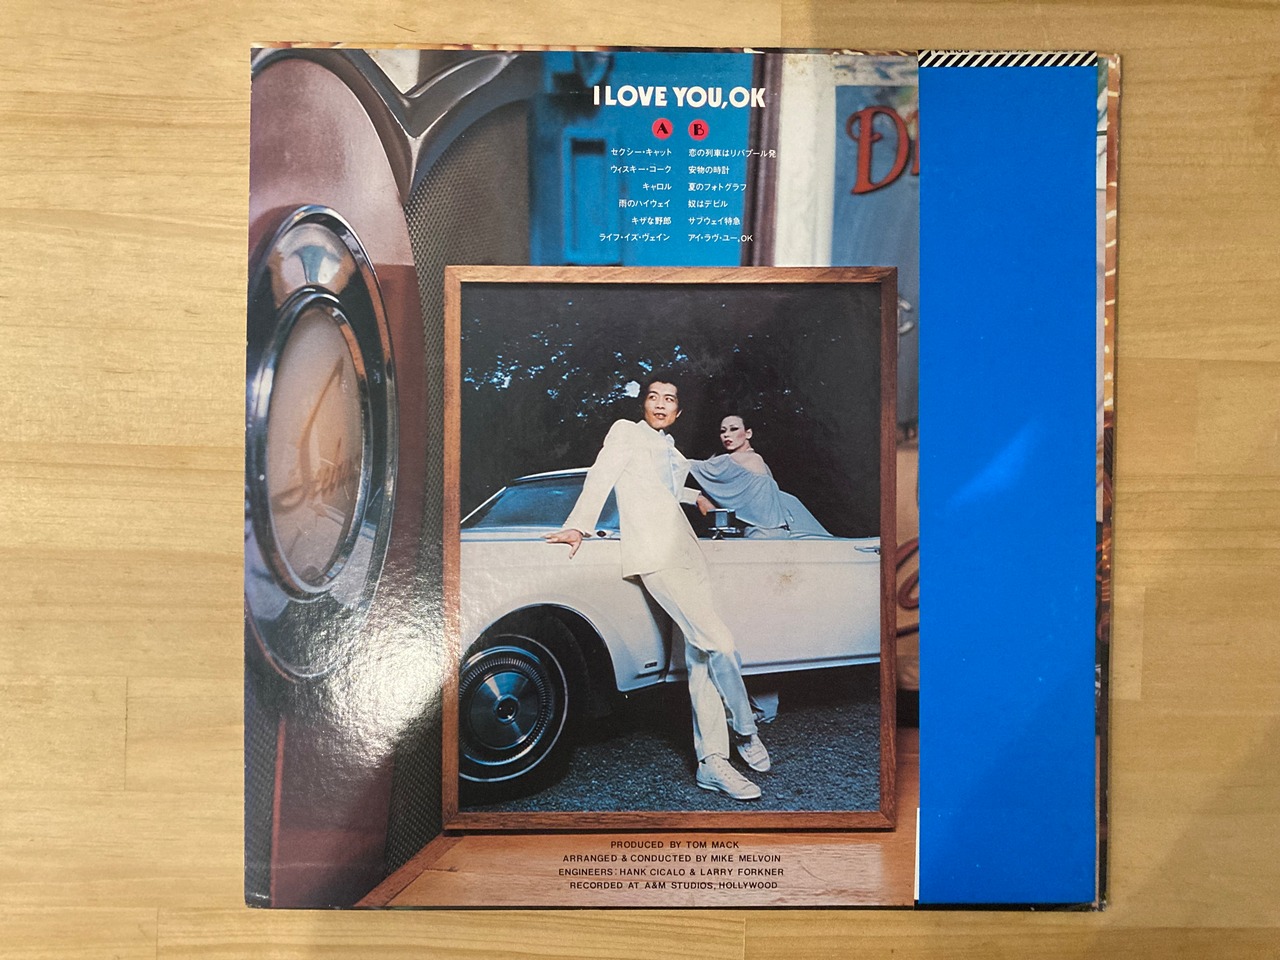 I LOVE YOU, OK
A B
セクシー・キャット
ウィスキー・コーク
キャロル
雨のハイウェイ
キザな野郎
ライフ・イズ・ヴェイン
恋の列車はリバプール発
安物の時計
夏のフォトグラフ
奴はデビル
サブウェイ特急
アイ・ラヴ・ユー,OK
PRODUCED BY TOM MACK
ARRANGED & CONDUCTED BY MIKE MELVOIN
ENGINEERS: HANK CICALO & LARRY FORKNER
RECORDED AT A&M STUDIOS, HOLLYWOOD